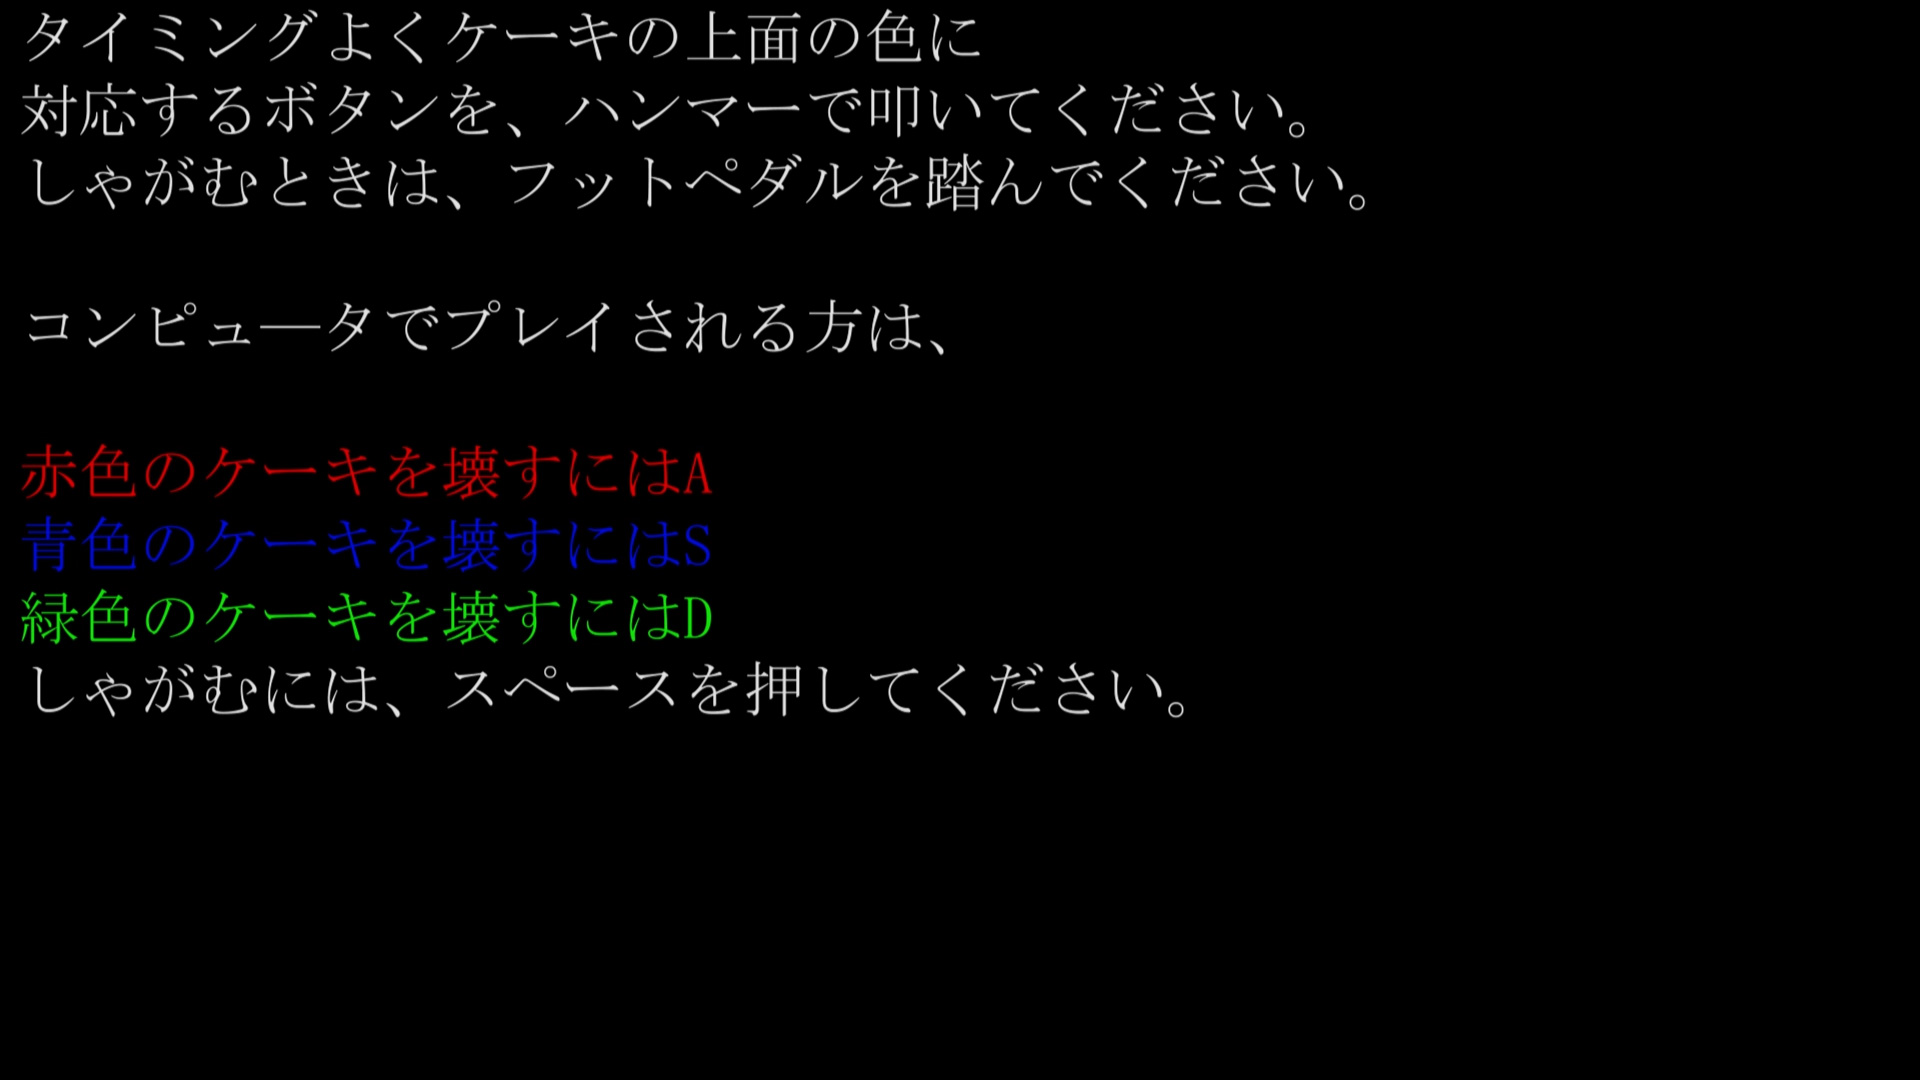 タイミングよくケーキの上面の色に
対応するボタンを、ハンマーで叩いてください。
しゃがむときは、フットペダルを踏んでください。
コンピュ―タでプレイされる方は、
赤色のケーキを壊すにはA
青色のケーキを壊すにはS
緑色のケーキを壊すにはD
しゃがむには、スペースを押してください。